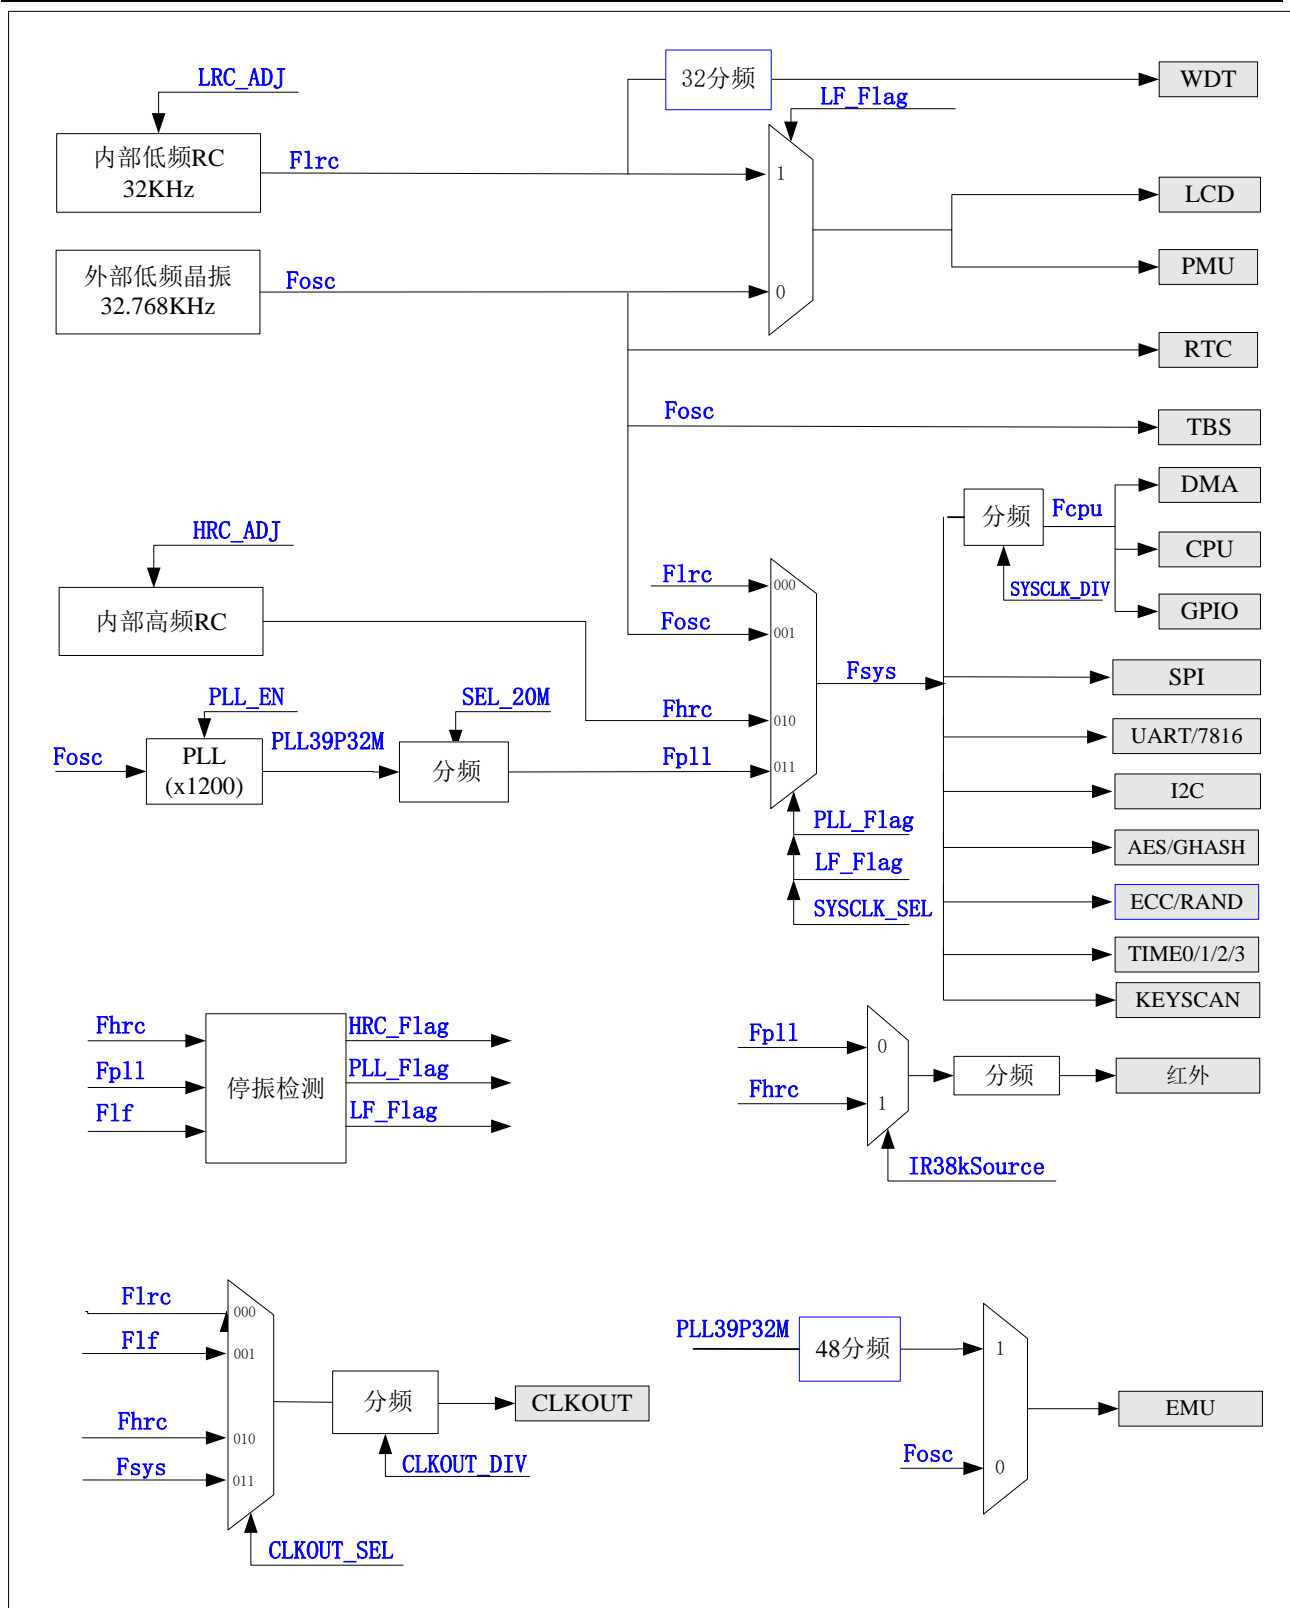 LRC_ADJ
32分频
WDT
LF_Flag
内部低频RC
32KHz
Flrc
1
LCD
外部低频晶振
32.768KHz
Fosc
0
PMU
RTC
Fosc
TBS
HRC_ADJ
分频
Fcpu
DMA
CPU
SYSCLK_DIV
GPIO
内部高频RC
Flrc
000
Fosc
001
Fsys
SPI
PLL_EN
SEL_20M
Fhrc
010
UART/7816
Fosc
PLL
(x1200)
PLL39P32M
分频
Fpll
011
I2C
PLL_Flag
AES/GHASH
LF_Flag
SYSCLK_SEL
ECC/RAND
TIME0/1/2/3
KEYSCAN
Fhrc
Fpll
Flf
停振检测
HRC_Flag
PLL_Flag
LF_Flag
Fpll
0
Fhrc
1
分频
红外
IR38kSource
Flrc
000
Flf
001
Fhrc
010
Fsys
011
分频
CLKOUT
CLKOUT_DIV
CLKOUT_SEL
PLL39P32M
48分频
1
EMU
Fosc
0